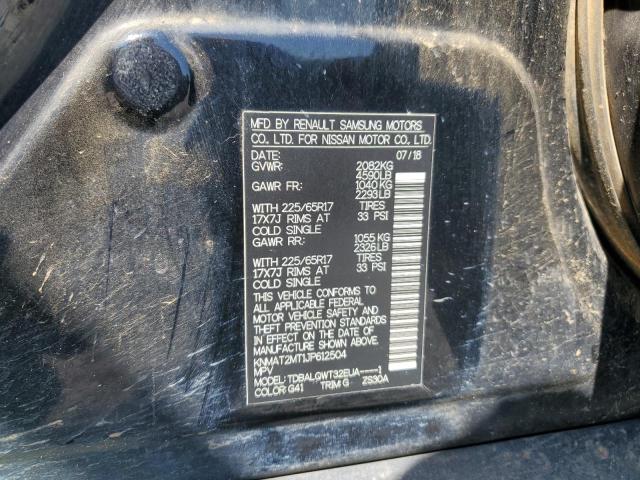 MFD BY RENAULT SAMSUNG MOTORS
CO., LTD. FOR NISSAN MOTOR CO., LTD.
DATE: 07/18
GVWR: 2082KG
4590LB
GAWR FR: 1040KG
2293LB
WITH 225/65R17 TIRES
17X7J RIMS AT 33 PSI
COLD SINGLE
GAWR RR: 1055KG
2326LB
WITH 225/65R17 TIRES
17X7J RIMS AT 33 PSI
COLD SINGLE
THIS VEHICLE CONFORMS TO
ALL APPLICABLE FEDERAL
MOTOR VEHICLE SAFETY AND
THEFT PREVENTION STANDARDS
IN EFFECT ON THE DATE OF
MANUFACTURE SHOWN ABOVE.
KNMAT2MT1JP612504
MPV
MODEL: TDBALQWT32EUA-----1
COLOR: G41 TRIM: G ZS30A